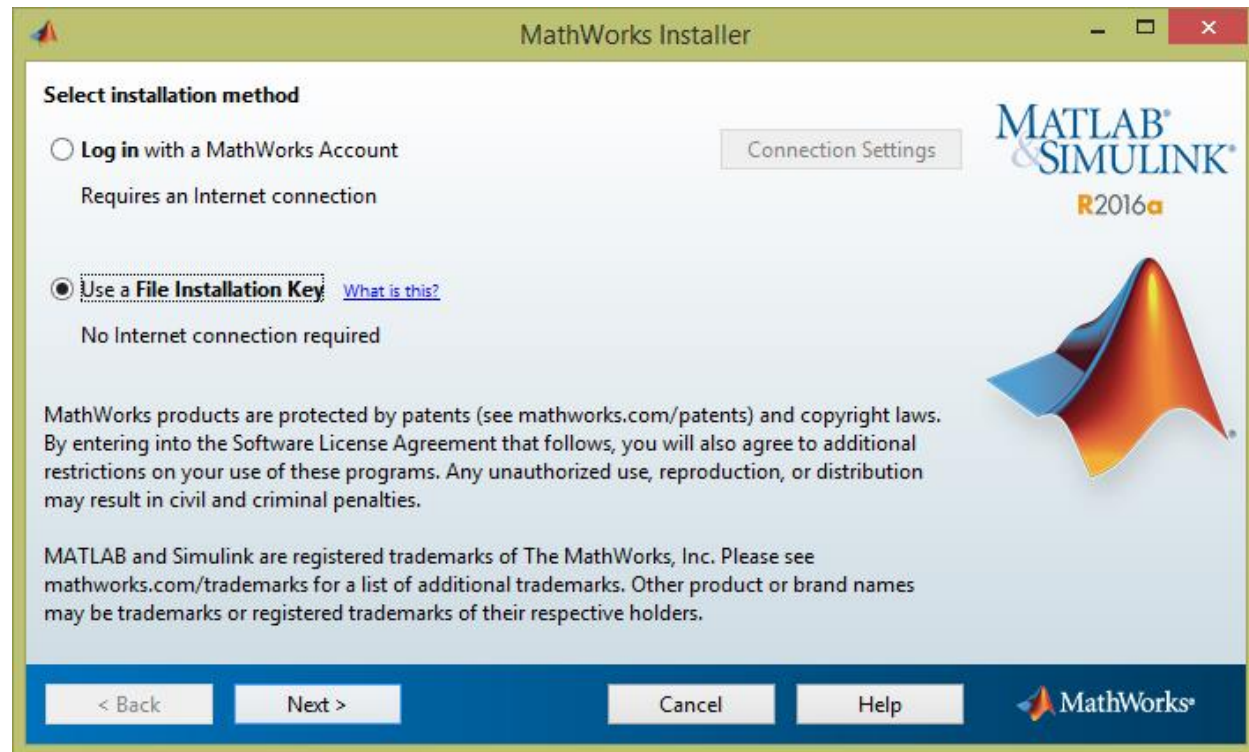 MathWorks Installer
Select installation method
Log in with a MathWorks Account
Connection Settings
Requires an Internet connection
Use a File Installation Key What is this?
No Internet connection required
MathWorks products are protected by patents (see mathworks.com/patents) and copyright laws.
By entering into the Software License Agreement that follows, you will also agree to additional
restrictions on your use of these programs. Any unauthorized use, reproduction, or distribution
may result in civil and criminal penalties.
MATLAB and Simulink are registered trademarks of The MathWorks, Inc. Please see
mathworks.com/trademarks for a list of additional trademarks. Other product or brand names
may be trademarks or registered trademarks of their respective holders.
MATLAB®
&SIMULINK®
R2016a
®
< Back
Next >
Cancel
Help
MathWorks®